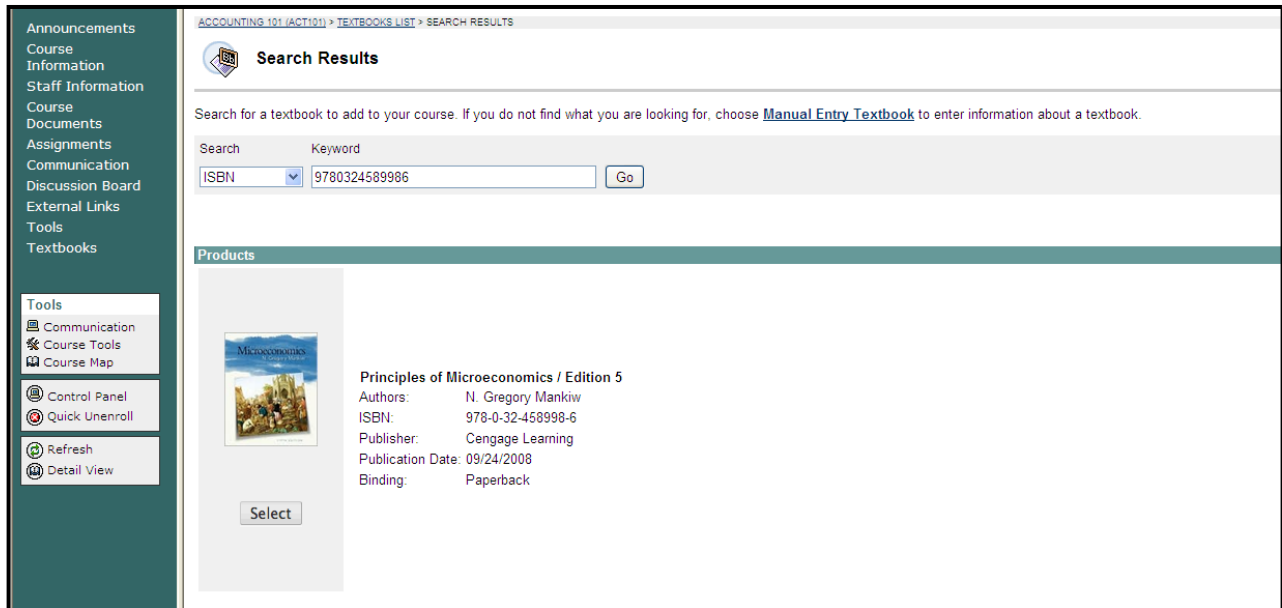 Announcements
Course
Information
Staff Information
Course
Documents
Assignments
Communication
Discussion Board
External Links
Tools
Textbooks
Tools
Communication
Course Tools
Course Map
Control Panel
Quick Unenroll
Refresh
Detail View
ACCOUNTING 101 (ACT101) > TEXTBOOKS LIST > SEARCH RESULTS
Bb
Search Results
Search for a textbook to add to your course. If you do not find what you are looking for, choose Manual Entry Textbook to enter information about a textbook.
Search Keyword
ISBN 9780324589986 Go
Products
Microeconomics
Principles of Microeconomics / Edition 5
Authors: N. Gregory Mankiw
ISBN: 978-0-32-458998-6
Publisher: Cengage Learning
Publication Date: 09/24/2008
Binding: Paperback
Select